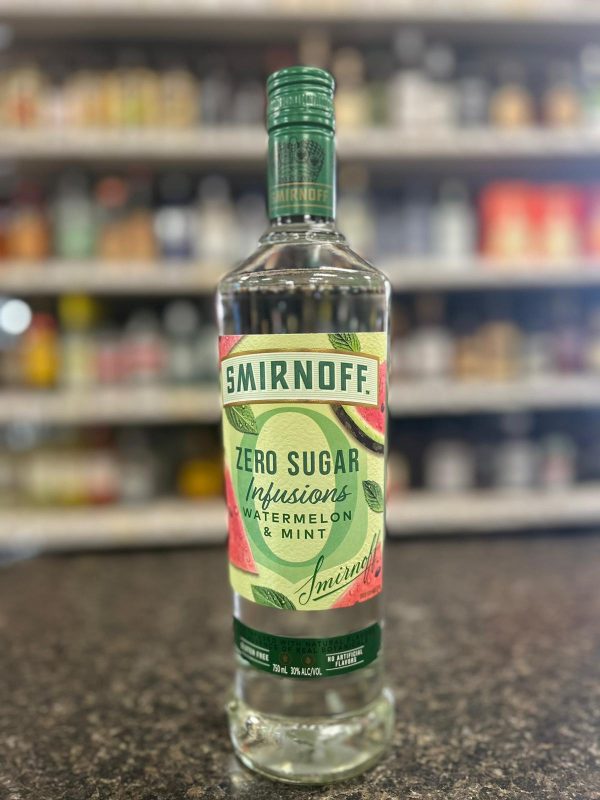 SMIRNOFF
SMIRNOFF
ZERO SUGAR
Infusions
WATERMELON
& MINT
Smirnoff
GLUTEN FREE
NO ARTIFICIAL
FLAVORS
750 mL 30% ALC/VOL